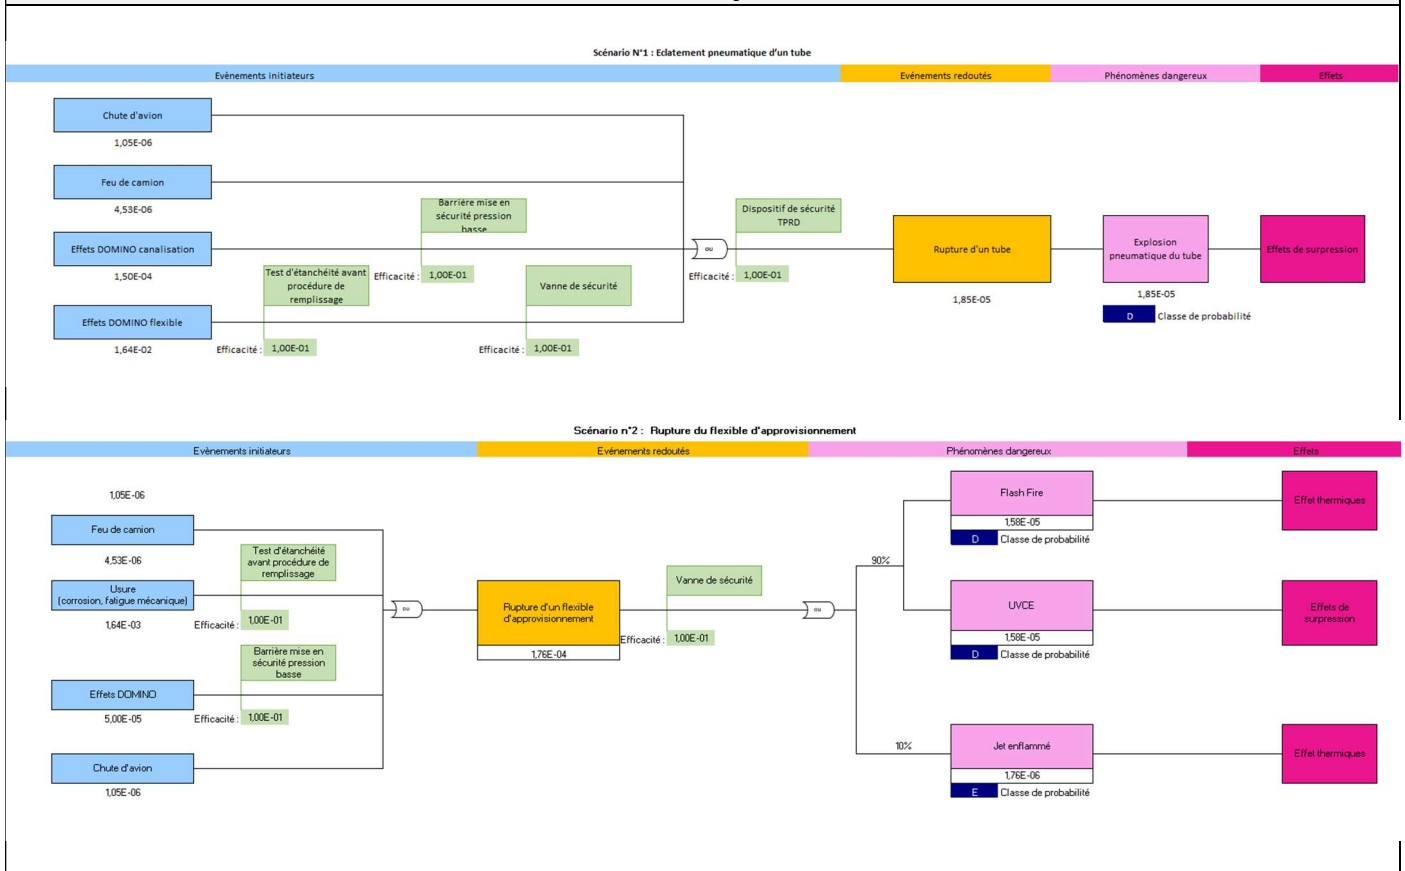 Scénario N°1 : Eclatement pneumatique d'un tube
Evènements initiateurs
Evénements redoutés
Phénomènes dangereux
Effets
Chute d'avion
1,05E-06
Feu de camion
4,53E-06
Barrière mise en
sécurité pression
basse
Dispositif de sécurité
TPRD
Effets DOMINO canalisation
ou
Rupture d'un tube
Explosion
pneumatique du tube
Effets de surpression
1,50E-04
Test d'étanchéité avant
procédure de
remplissage
Efficacité :
1,00E-01
Vanne de sécurité
Efficacité :
1,00E-01
1,85E-05
1,85E-05
D
Classe de probabilité
Effets DOMINO flexible
1,64E-02
Efficacité :
1,00E-01
Efficacité :
1,00E-01
Scénario n°2 : Rupture du flexible d'approvisionnement
Evènements initiateurs
Evénements redoutés
Phénomènes dangereux
Effets
1,05E-06
Flash Fire
Effet thermiques
Feu de camion
1,58E-05
D
Classe de probabilité
4,53E-06
Test d'étanchéité
avant procédure de
remplissage
90%
Usure
(corrosion, fatigue mécanique)
Vanne de sécurité
ou
Rupture d'un flexible
d'approvisionnement
ou
UVCE
Effets de
surpression
1,64E-03
Efficacité :
1,00E-01
Efficacité :
1,00E-01
1,58E-05
1,76E-04
D
Classe de probabilité
Barrière mise en
sécurité pression
basse
Effets DOMINO
5,00E-05
Efficacité :
1,00E-01
10%
Jet enflammé
Effet thermiques
Chute d'avion
1,76E-06
1,05E-06
E
Classe de probabilité